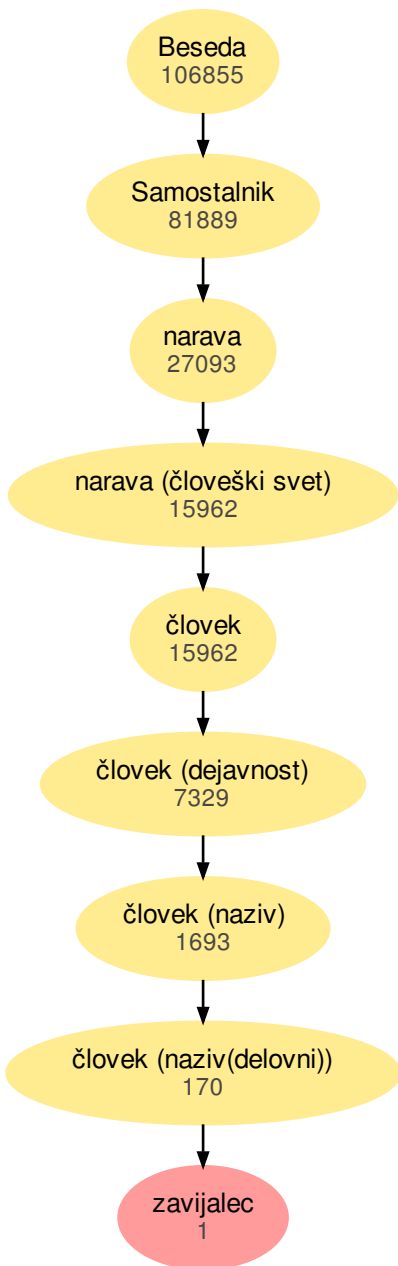 Beseda
106855
Samostalnik
81889
narava
27093
narava (človeški svet)
15962
človek
15962
človek (dejavnost)
7329
človek (naziv)
1693
človek (naziv(delovni))
170
zavijalec
1